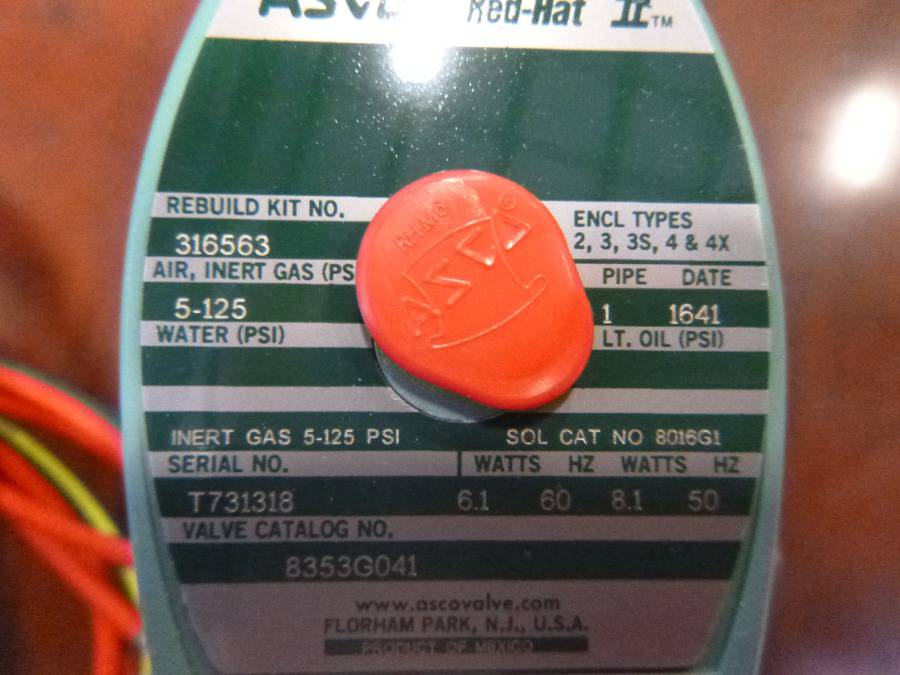 ASCO Red-Hat II™
REBUILD KIT NO.
316563
ENCL TYPES
2, 3, 3S, 4 & 4X
AIR, INERT GAS (PS
PIPE DATE
5-125
1 1641
WATER (PSI)
LT. OIL (PSI)
ASCO®
INERT GAS 5-125 PSI SOL CAT NO 8016G1
SERIAL NO. WATTS HZ WATTS HZ
T731318 6.1 60 8.1 50
VALVE CATALOG NO.
8353G041
www.ascovalve.com
FLORHAM PARK, N.J., U.S.A.
PRODUCT OF MEXICO